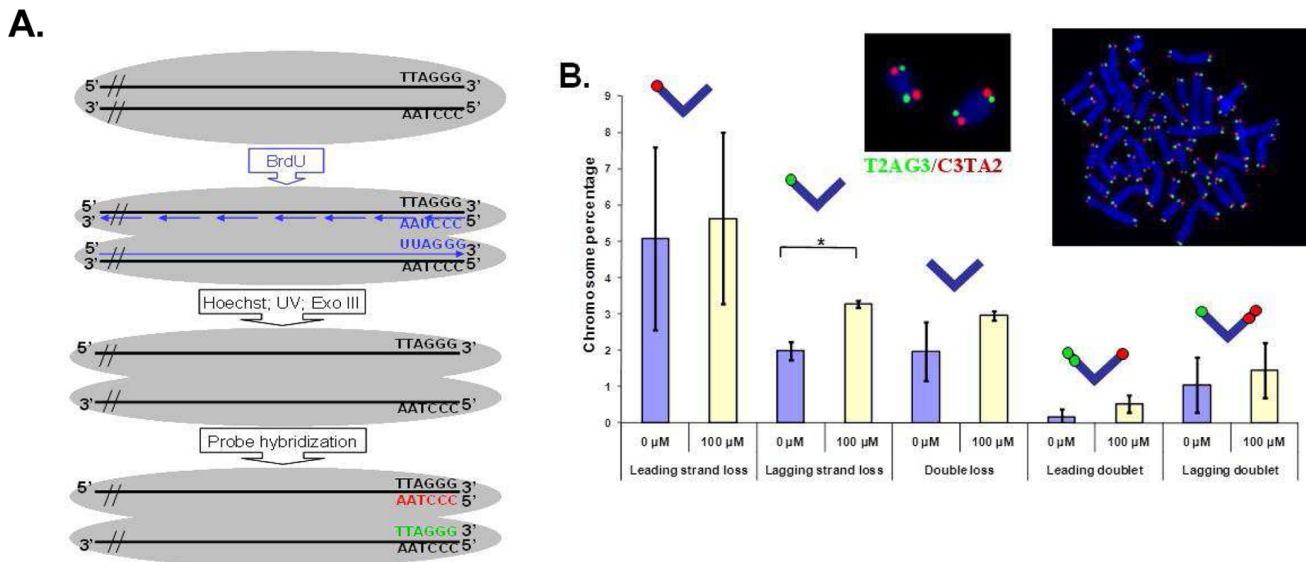 A.
TTAGGG
5’ 3’
3’ 5’
AATCCC
BrdU
TTAGGG
5’ 3’
3’ 5’
AAUCCC
UUAGGG
5’ 3’
3’ 5’
AATCCC
Hoechst; UV; Exo III
TTAGGG
5’ 3’
3’ 5’
AATCCC
Probe hybridization
TTAGGG
5’ 3’
AATCCC 5’
TTAGGG 3’
3’ 5’
AATCCC
B.
T2AG3/C3TA2
Chromosome percentage
9
8
7
6
5
4
3
2
1
0
*
0 µM 100 µM 0 µM 100 µM 0 µM 100 µM 0 µM 100 µM 0 µM 100 µM
Leading strand loss Lagging strand loss Double loss Leading doublet Lagging doublet